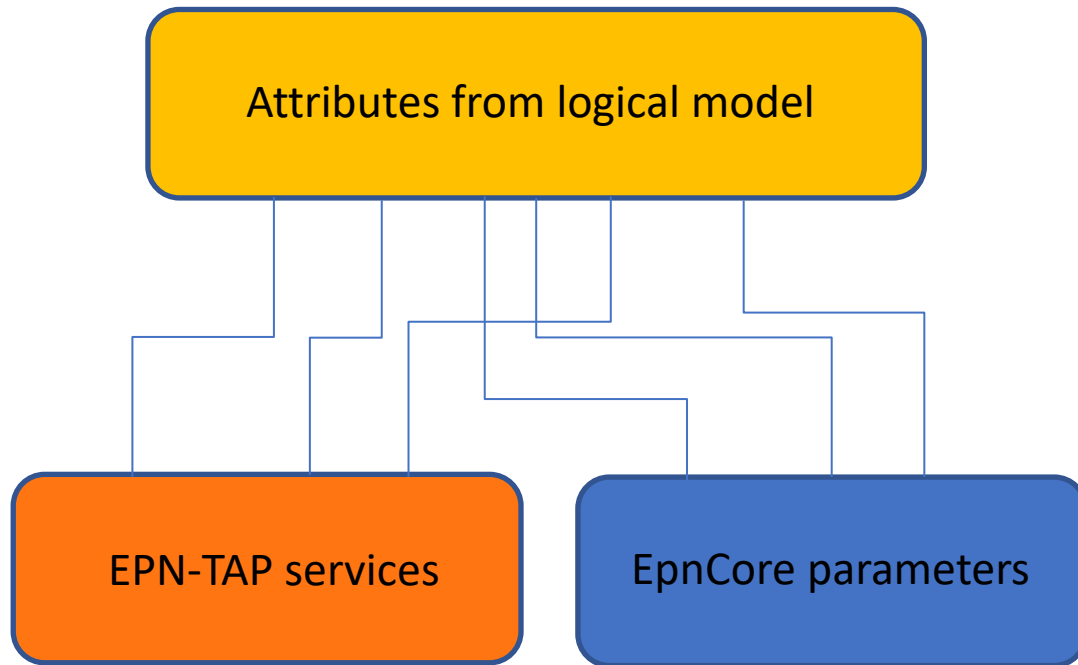 Attributes from logical model
EPN-TAP services
EpnCore parameters